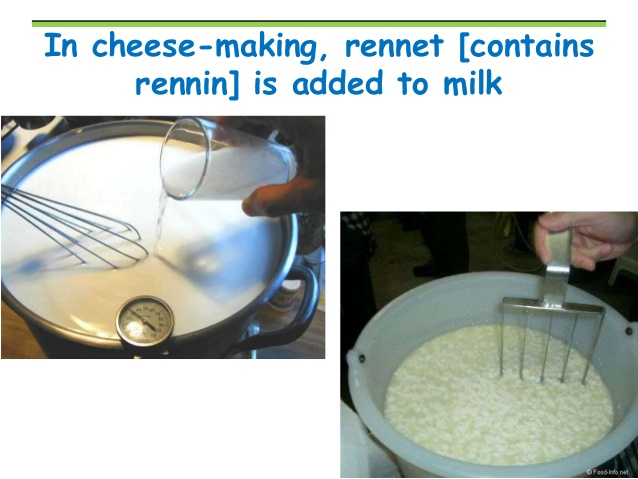 In cheese-making, rennet [contains
rennin] is added to milk
© Food-Info.net